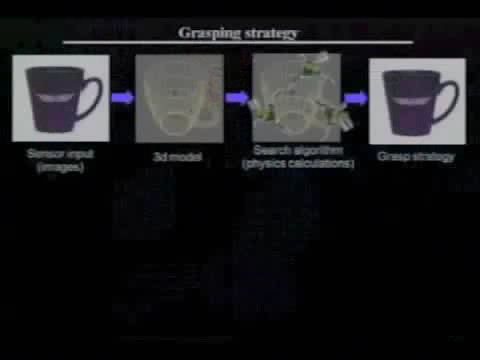 Grasping strategy
Sensor input
(images)
3d model
Search algorithm
(physics calculations)
Grasp strategy